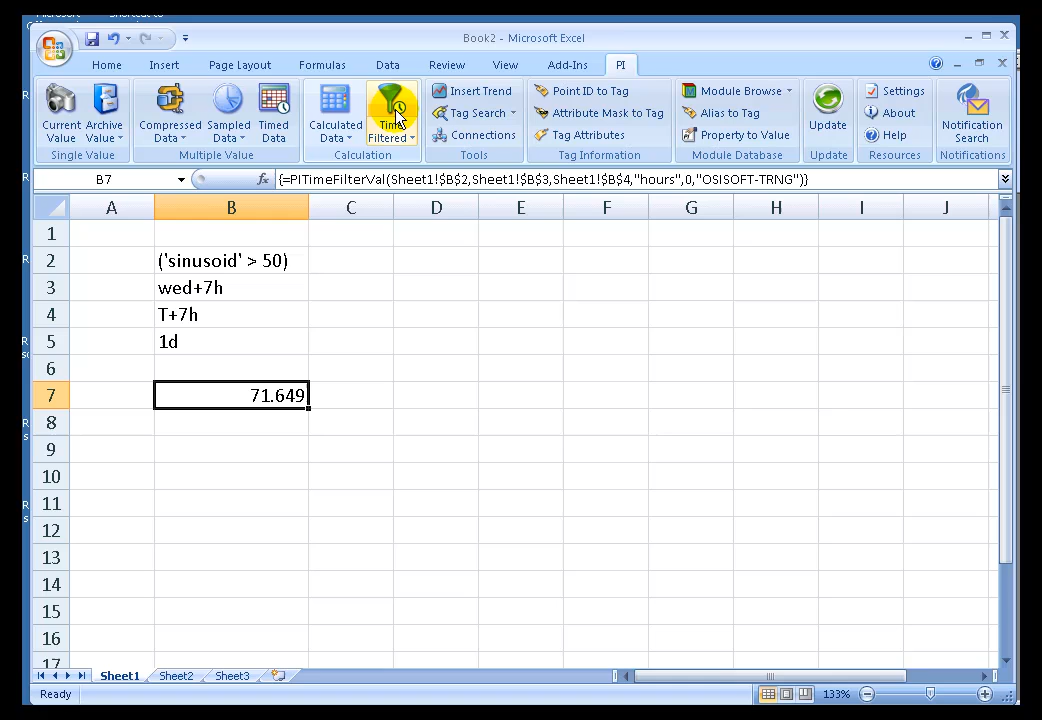 Microsoft Shortcut to
Book2 - Microsoft Excel
Home Insert Page Layout Formulas Data Review View Add-Ins PI
Current Value Archive Value
Single Value
Compressed Data Sampled Data Timed Data
Multiple Value
Calculated Data Time Filtered
Calculation
Insert Trend
Tag Search
Connections
Tools
Point ID to Tag
Attribute Mask to Tag
Tag Attributes
Tag Information
Module Browse
Alias to Tag
Property to Value
Module Database
Update
Update
Settings
About
Help
Resources
Notification Search
Notifications
B7 fx {=PITimeFilterVal(Sheet1!$B$2,Sheet1!$B$3,Sheet1!$B$4,"hours",0,"OSISOFT-TRNG")}
A B C D E F G H I J
1
2 ('sinusoid' > 50)
3 wed+7h
4 T+7h
5 1d
6
7 71.649
8
9
10
11
12
13
14
15
16
17
Sheet1 Sheet2 Sheet3
Ready 133%